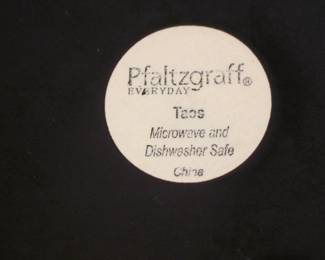 Pfaltzgraff®
EVERYDAY
Taos
Microwave and
Dishwasher Safe
China